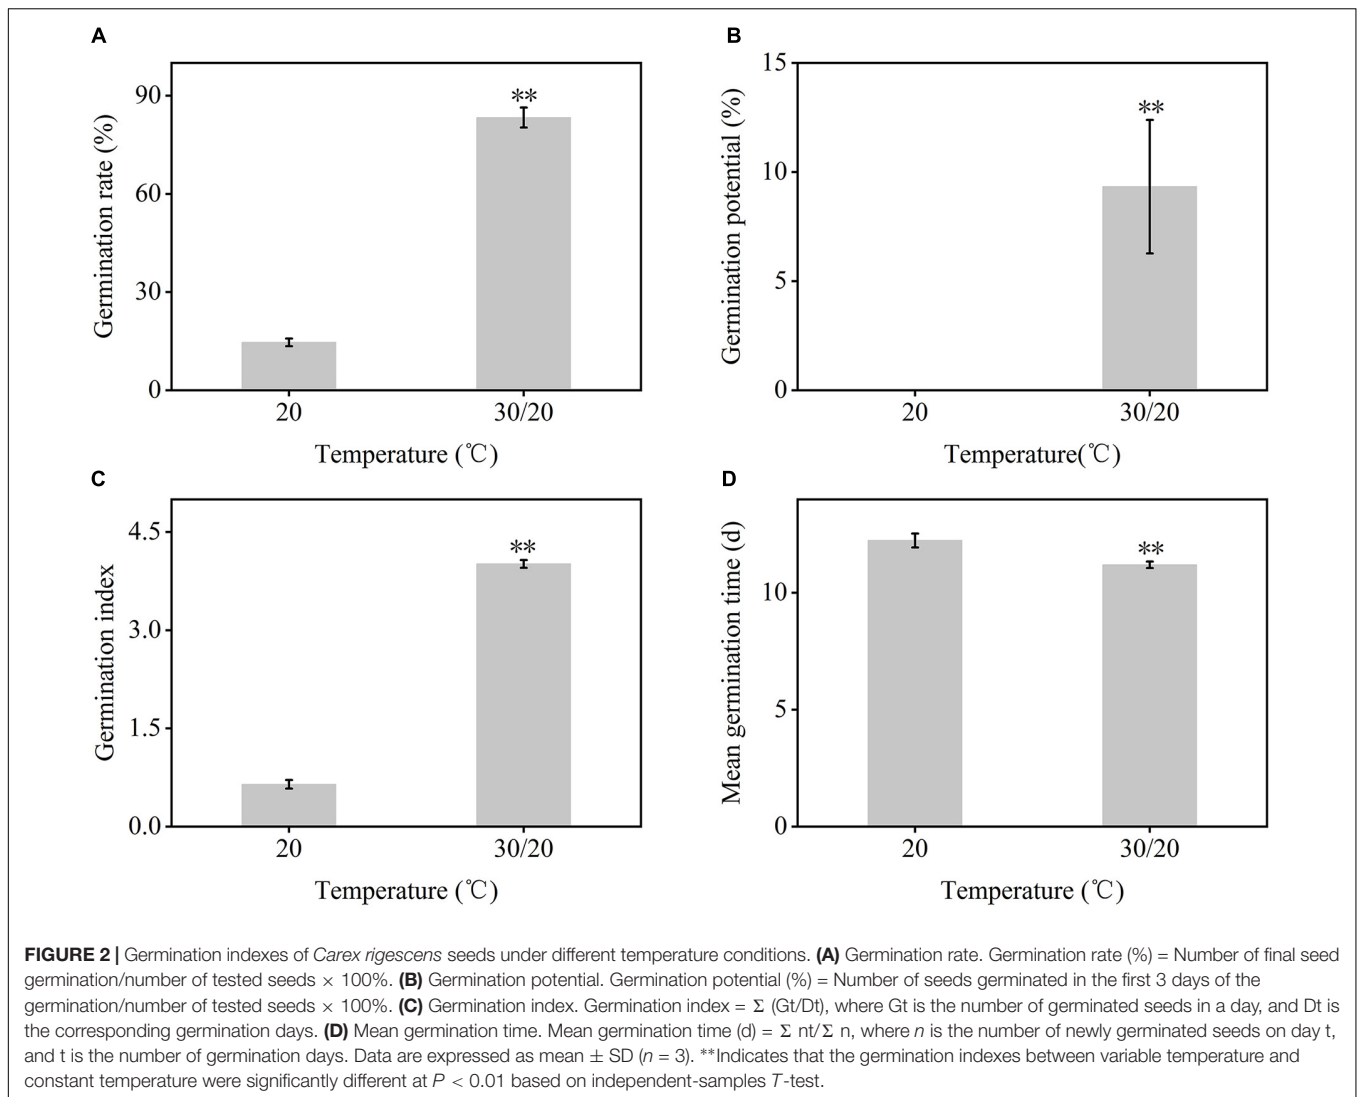 A
90
60
30
0
Germination rate (%)
**
20
30/20
Temperature (℃)
B
15
10
5
0
Germination potential (%)
**
20
30/20
Temperature(℃)
C
4.5
3.0
1.5
0.0
Germination index
**
20
30/20
Temperature (℃)
D
10
5
0
Mean germination time (d)
**
20
30/20
Temperature (℃)
FIGURE 2 | Germination indexes of Carex rigescens seeds under different temperature conditions. (A) Germination rate. Germination rate (%) = Number of final seed
germination/number of tested seeds × 100%. (B) Germination potential. Germination potential (%) = Number of seeds germinated in the first 3 days of the
germination/number of tested seeds × 100%. (C) Germination index. Germination index = Σ (Gt/Dt), where Gt is the number of germinated seeds in a day, and Dt is
the corresponding germination days. (D) Mean germination time. Mean germination time (d) = Σ nt/Σ n, where n is the number of newly germinated seeds on day t,
and t is the number of germination days. Data are expressed as mean ± SD (n = 3). **Indicates that the germination indexes between variable temperature and
constant temperature were significantly different at P < 0.01 based on independent-samples T-test.